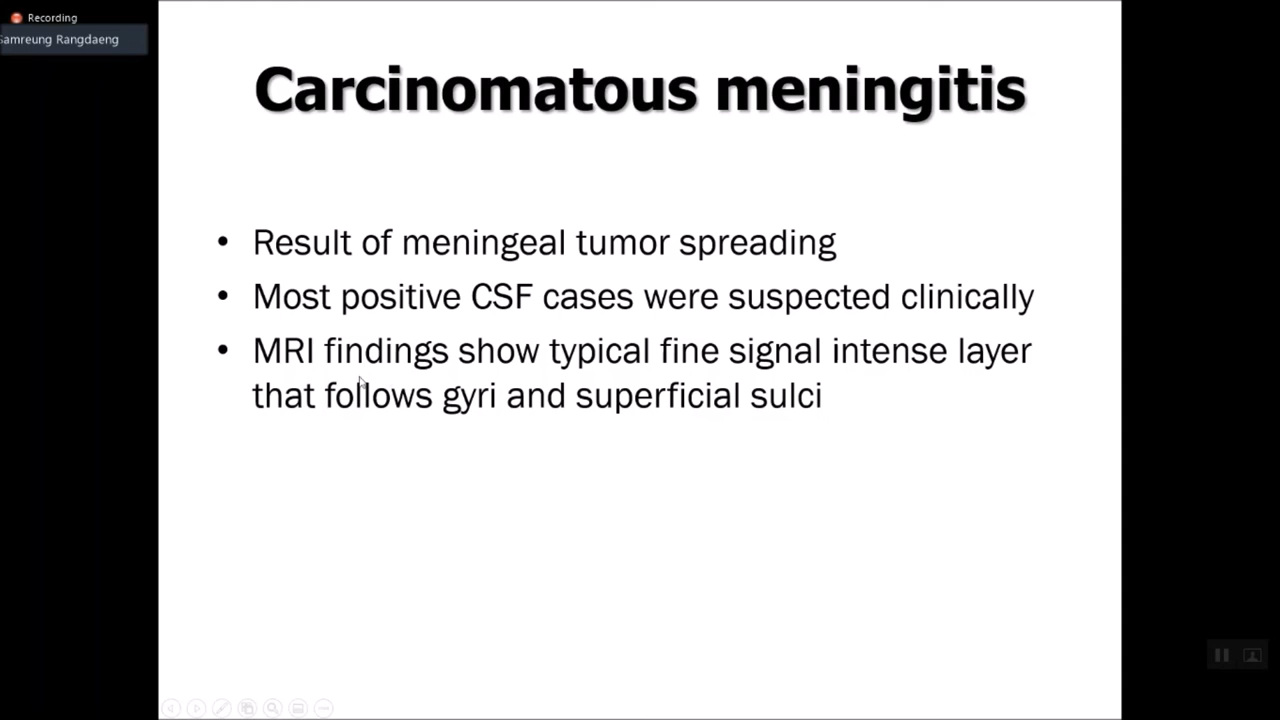 Recording
Samreung Rangdaeng
Carcinomatous meningitis
• Result of meningeal tumor spreading
• Most positive CSF cases were suspected clinically
• MRI findings show typical fine signal intense layer
that follows gyri and superficial sulci